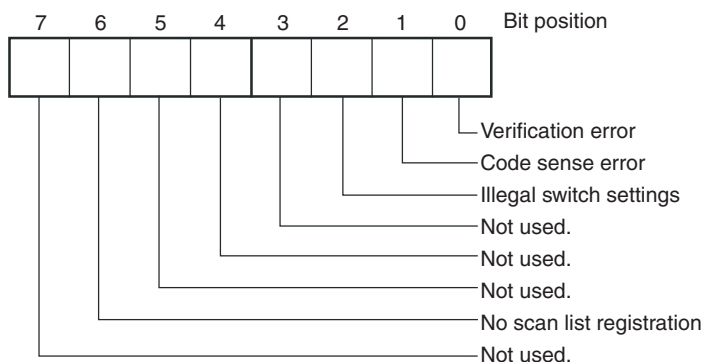 7 6 5 4 3 2 1 0 Bit position
Verification error
Code sense error
Illegal switch settings
Not used.
Not used.
Not used.
No scan list registration
Not used.